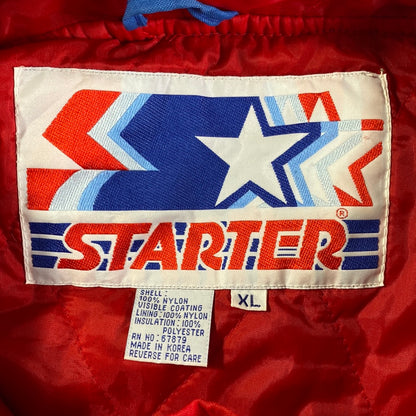 STARTER®
SHELL:
100% NYLON
VISIBLE COATING
LINING: 100% NYLON
INSULATION: 100%
POLYESTER
RN NO: 67879
MADE IN KOREA
REVERSE FOR CARE
XL